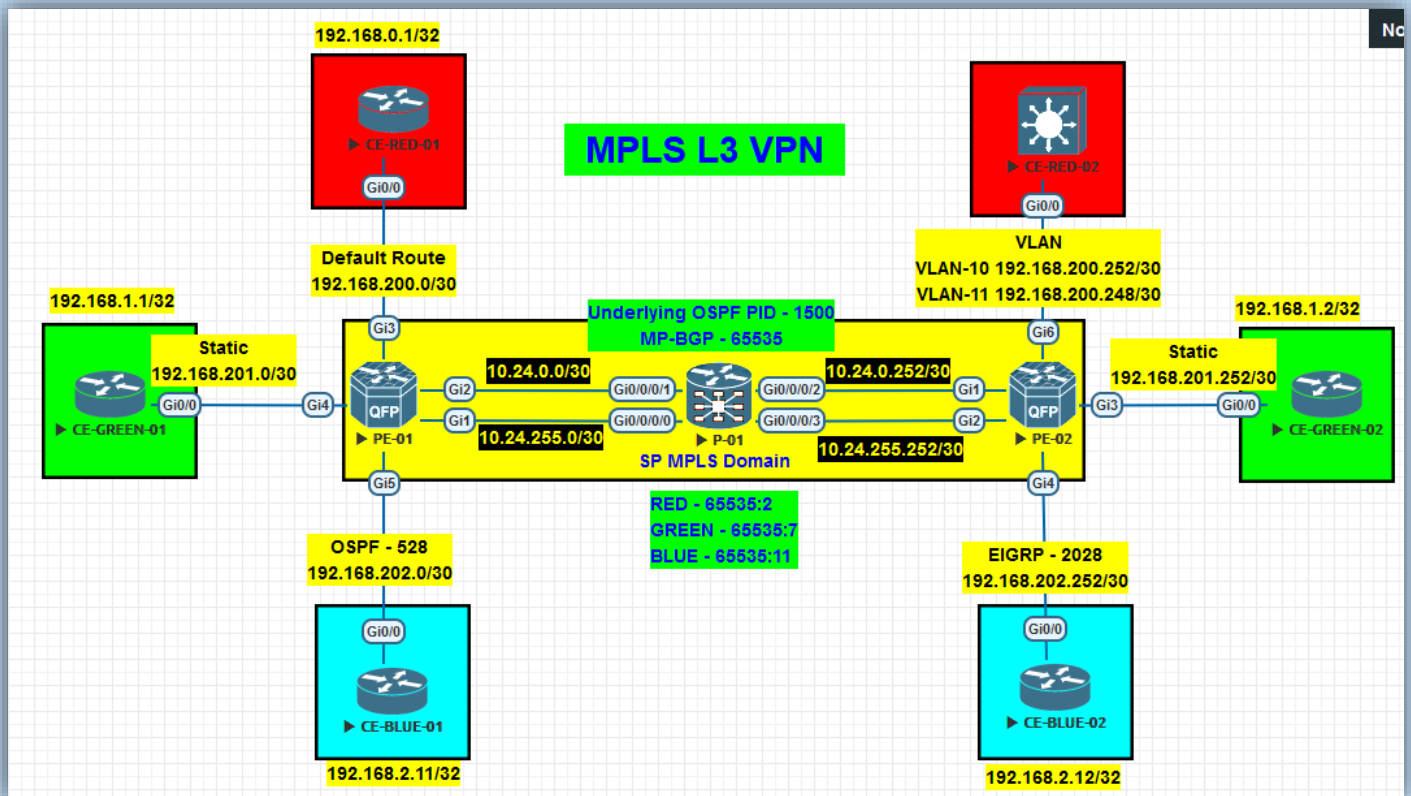 No
192.168.0.1/32
CE-RED-01
Gi0/0
MPLS L3 VPN
CE-RED-02
Gi0/0
Default Route
192.168.200.0/30
VLAN
VLAN-10 192.168.200.252/30
VLAN-11 192.168.200.248/30
192.168.1.1/32
Static
192.168.201.0/30
Gi0/0
CE-GREEN-01
Gi4
Gi3
Underlying OSPF PID - 1500
MP-BGP - 65535
Gi6
192.168.1.2/32
Static
192.168.201.252/30
Gi3
Gi0/0
CE-GREEN-02
QFP
PE-01
Gi2
10.24.0.0/30
Gi0/0/0/1
Gi0/0/0/2
10.24.0.252/30
Gi1
Gi1
10.24.255.0/30
Gi0/0/0/0
Gi0/0/0/3
10.24.255.252/30
Gi2
P-01
QFP
PE-02
SP MPLS Domain
Gi5
Gi4
RED - 65535:2
GREEN - 65535:7
BLUE - 65535:11
OSPF - 528
192.168.202.0/30
EIGRP - 2028
192.168.202.252/30
Gi0/0
CE-BLUE-01
192.168.2.11/32
Gi0/0
CE-BLUE-02
192.168.2.12/32